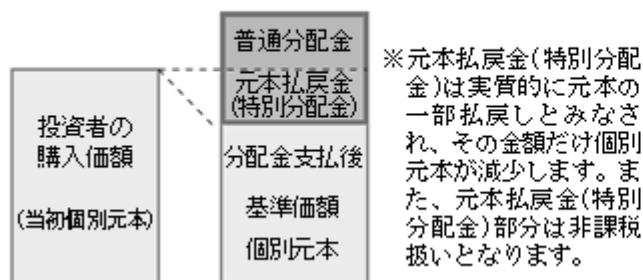 普通分配金
元本払戻金
(特別分配金)
投資者の
購入価額
(当初個別元本)
分配金支払後
基準価額
個別元本
※元本払戻金(特別分配
金)は実質的に元本の
一部払戻しとみなさ
れ、その金額だけ個別
元本が減少します。ま
た、元本払戻金(特別
分配金)部分は非課税
扱いとなります。